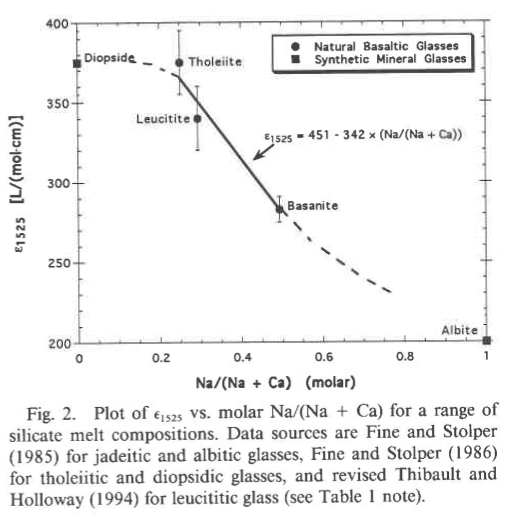 400
350
300
250
200
ε1525 [L/(mol·cm)]
Diopside
Tholeiite
Leucitite
Basanite
Albite
Natural Basaltic Glasses
Synthetic Mineral Glasses
ε1525 = 451 - 342 × (Na/(Na + Ca))
0
0.2
0.4
0.6
0.8
1
Na/(Na + Ca) (molar)
Fig. 2. Plot of ε1525 vs. molar Na/(Na + Ca) for a range of
silicate melt compositions. Data sources are Fine and Stolper
(1985) for jadeitic and albitic glasses, Fine and Stolper (1986)
for tholeiitic and diopsidic glasses, and revised Thibault and
Holloway (1994) for leucititic glass (see Table 1 note).